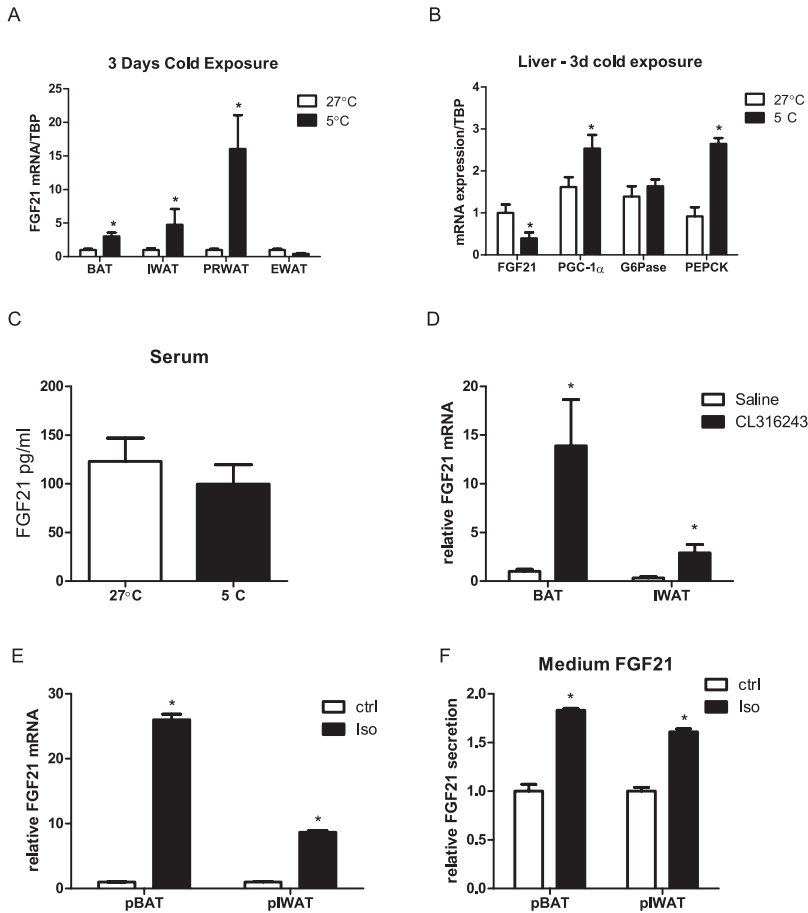 A
3 Days Cold Exposure
FGF21 mRNA/TBP
25
20
15
10
5
0
27°C
5°C
*
*
*
BAT IWAT PRWAT EWAT
B
Liver - 3d cold exposure
mRNA expression/TBP
4
3
2
1
0
27°C
5 C
*
*
*
FGF21 PGC-1α G6Pase PEPCK
C
Serum
FGF21 pg/ml
200
150
100
50
0
27°C 5 C
D
relative FGF21 mRNA
20
15
10
5
0
Saline
CL316243
*
*
BAT IWAT
E
relative FGF21 mRNA
30
20
10
0
ctrl
Iso
*
*
pBAT pIWAT
F
Medium FGF21
relative FGF21 secretion
2.0
1.5
1.0
0.5
0.0
ctrl
Iso
*
*
pBAT pIWAT